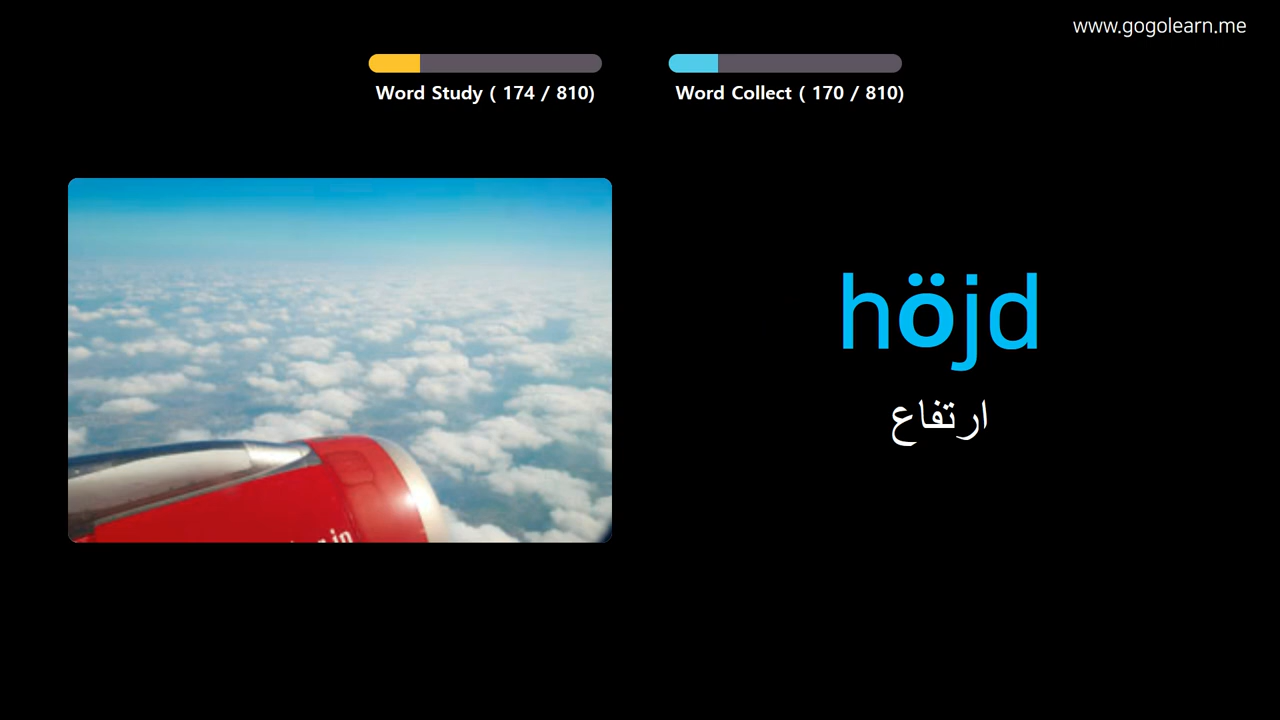 www.gogolearn.me
Word Study ( 174 / 810)
Word Collect ( 170 / 810)
höjd
ارتفاع